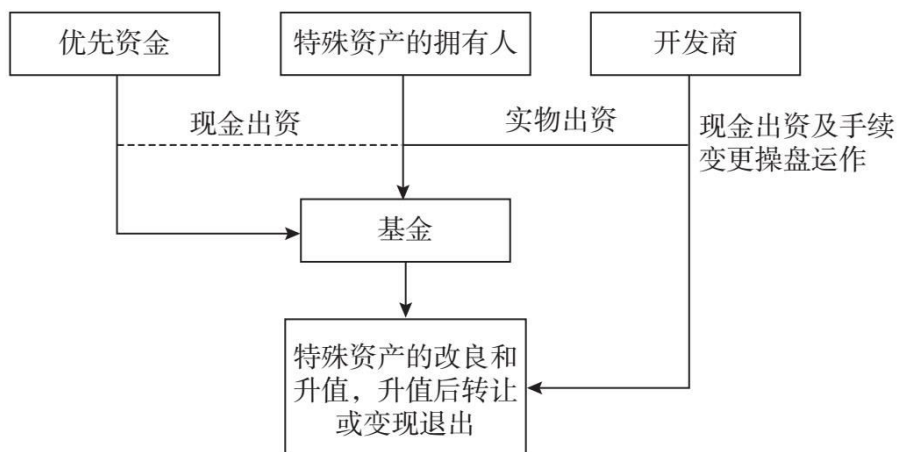 优先资金
特殊资产的拥有人
开发商
现金出资
实物出资
现金出资及手续
变更操盘运作
基金
特殊资产的改良和
升值，升值后转让
或变现退出